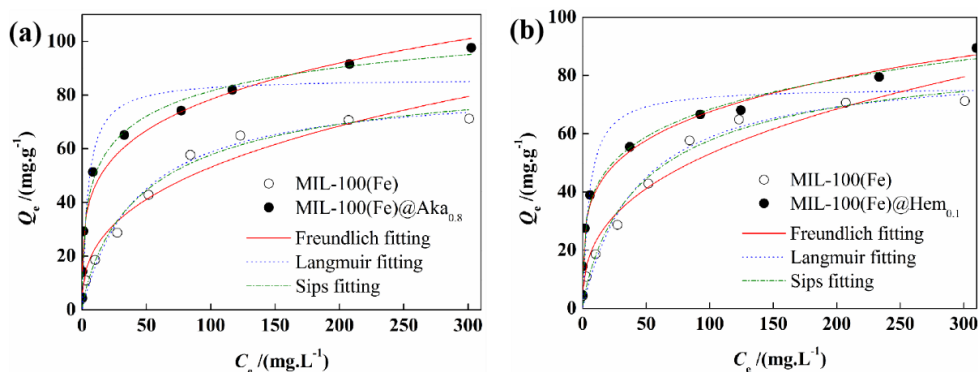 (a)
100
80
60
40
20
0
Qe /(mg.g-1)
MIL-100(Fe)
MIL-100(Fe)@Aka0.8
Freundlich fitting
Langmuir fitting
Sips fitting
0 50 100 150 200 250 300
Ce /(mg.L-1)
(b)
100
80
60
40
20
0
Qe /(mg.g-1)
MIL-100(Fe)
MIL-100(Fe)@Hem0.1
Freundlich fitting
Langmuir fitting
Sips fitting
0 50 100 150 200 250 300
Ce /(mg.L-1)